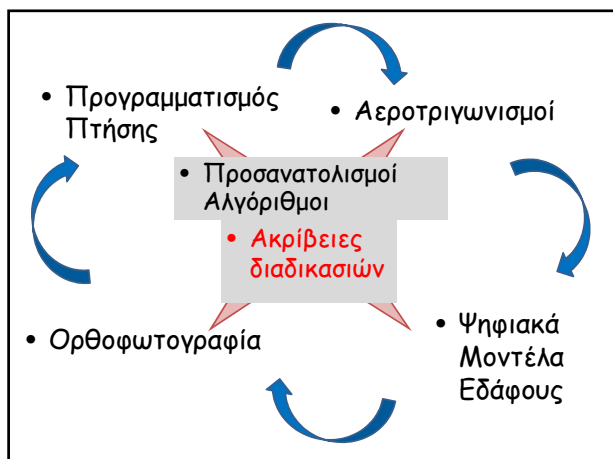 • Προγραμματισμός
Πτήσης
• Αεροτριγωνισμοί
• Προσανατολισμοί
Αλγόριθμοι
• Ακρίβειες
διαδικασιών
• Ορθοφωτογραφία
• Ψηφιακά
Μοντέλα
Εδάφους